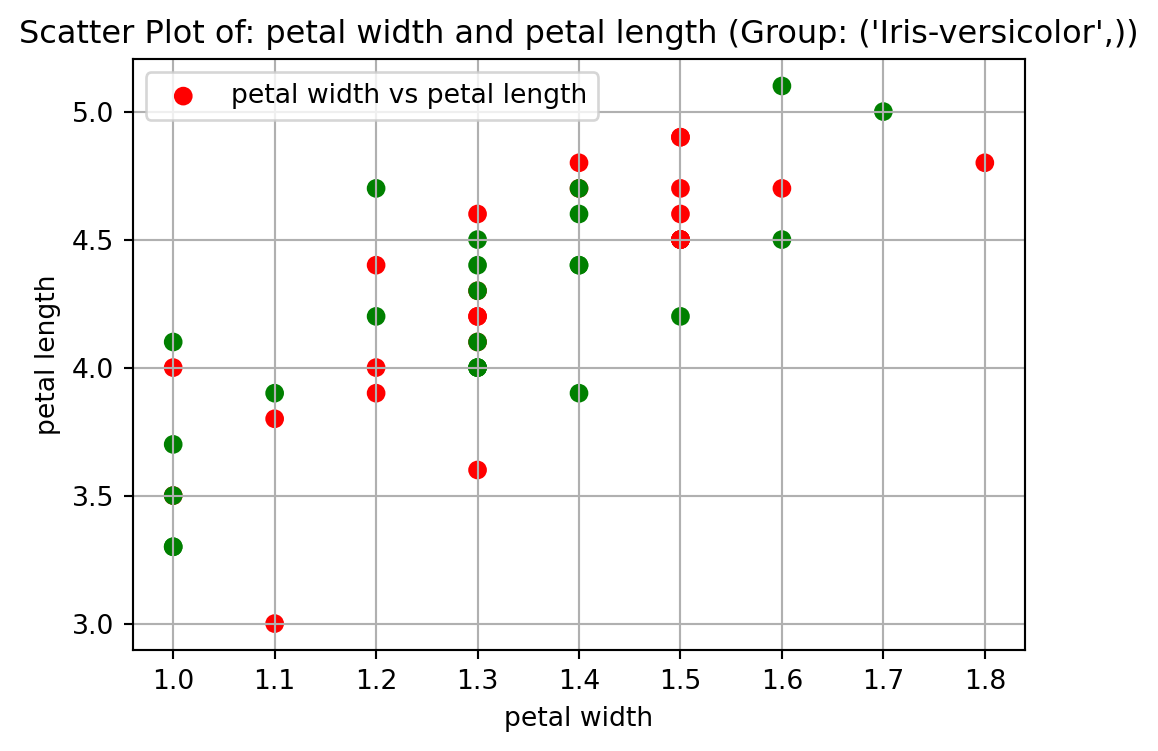 Scatter Plot of: petal width and petal length (Group: ('Iris-versicolor',))
petal width vs petal length
5.0
4.5
4.0
3.5
3.0
petal length
1.0 1.1 1.2 1.3 1.4 1.5 1.6 1.7 1.8
petal width